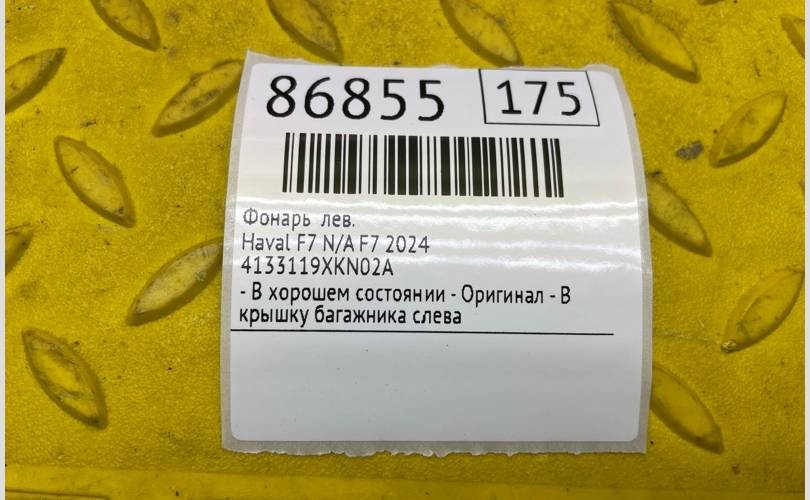 86855 175
Фонарь лев.
Haval F7 N/A F7 2024
4133119XKN02A
- В хорошем состоянии - Оригинал - В
крышку багажника слева